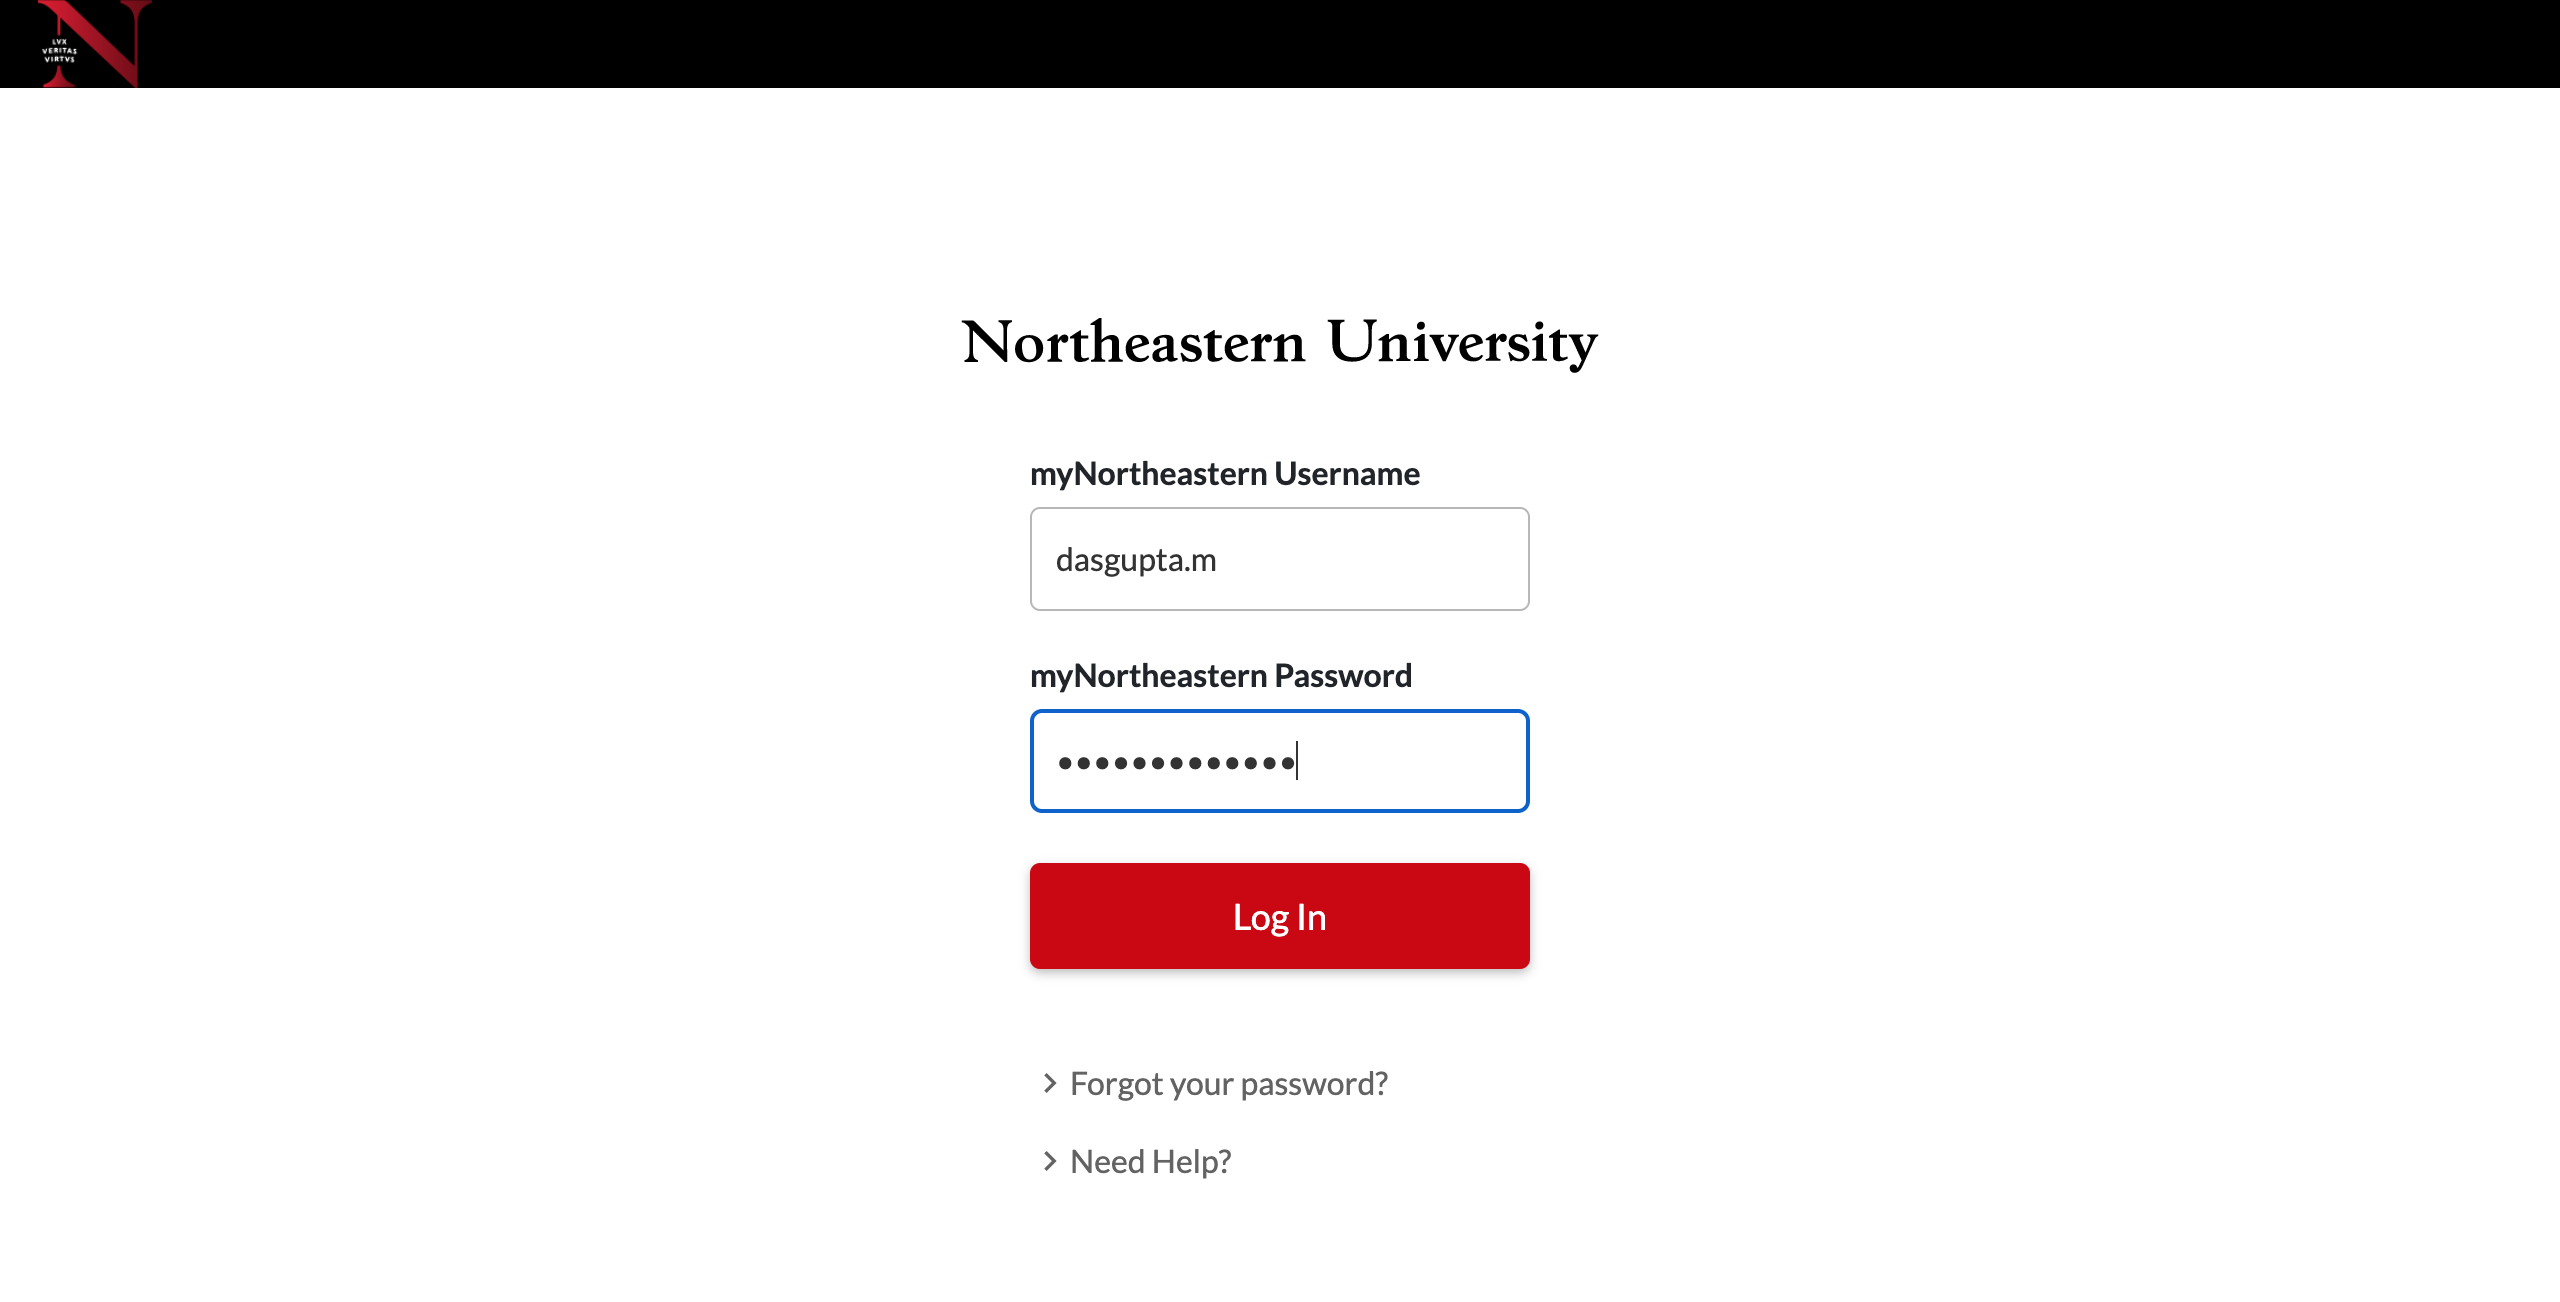 LVX
VERITAS
VIRTVS
Northeastern University
myNortheastern Username
dasgupta.m
myNortheastern Password
•••••••••••••
Log In
Forgot your password?
Need Help?